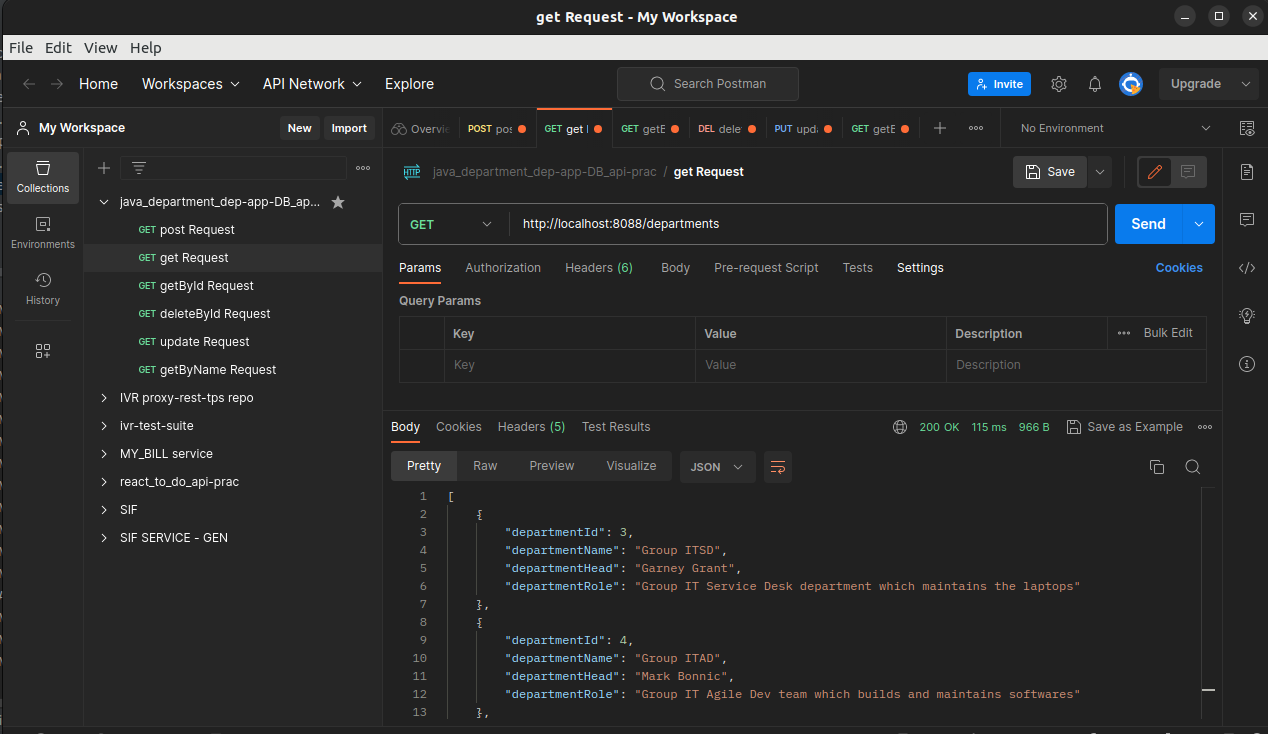 get Request - My Workspace
File Edit View Help
Home Workspaces API Network Explore Search Postman Invite Upgrade
My Workspace New Import
Overvie POST pos GET get GET getE DEL dele PUT upda GET getE No Environment
Collections
Environments
History
java_department_dep-app-DB_ap...
GET post Request
GET get Request
GET getById Request
GET deleteById Request
GET update Request
GET getByName Request
IVR proxy-rest-tps repo
ivr-test-suite
MY_BILL service
react_to_do_api-prac
SIF
SIF SERVICE - GEN
HTTP java_department_dep-app-DB_api-prac / get Request Save
GET http://localhost:8088/departments Send
Params Authorization Headers (6) Body Pre-request Script Tests Settings Cookies
Query Params
Key Value Description Bulk Edit
Key Value Description
Body Cookies Headers (5) Test Results 200 OK 115 ms 966 B Save as Example
Pretty Raw Preview Visualize JSON
1 [
2 {
3 "departmentId": 3,
4 "departmentName": "Group ITSD",
5 "departmentHead": "Garney Grant",
6 "departmentRole": "Group IT Service Desk department which maintains the laptops"
7 },
8 {
9 "departmentId": 4,
10 "departmentName": "Group ITAD",
11 "departmentHead": "Mark Bonnic",
12 "departmentRole": "Group IT Agile Dev team which builds and maintains softwares"
13 },